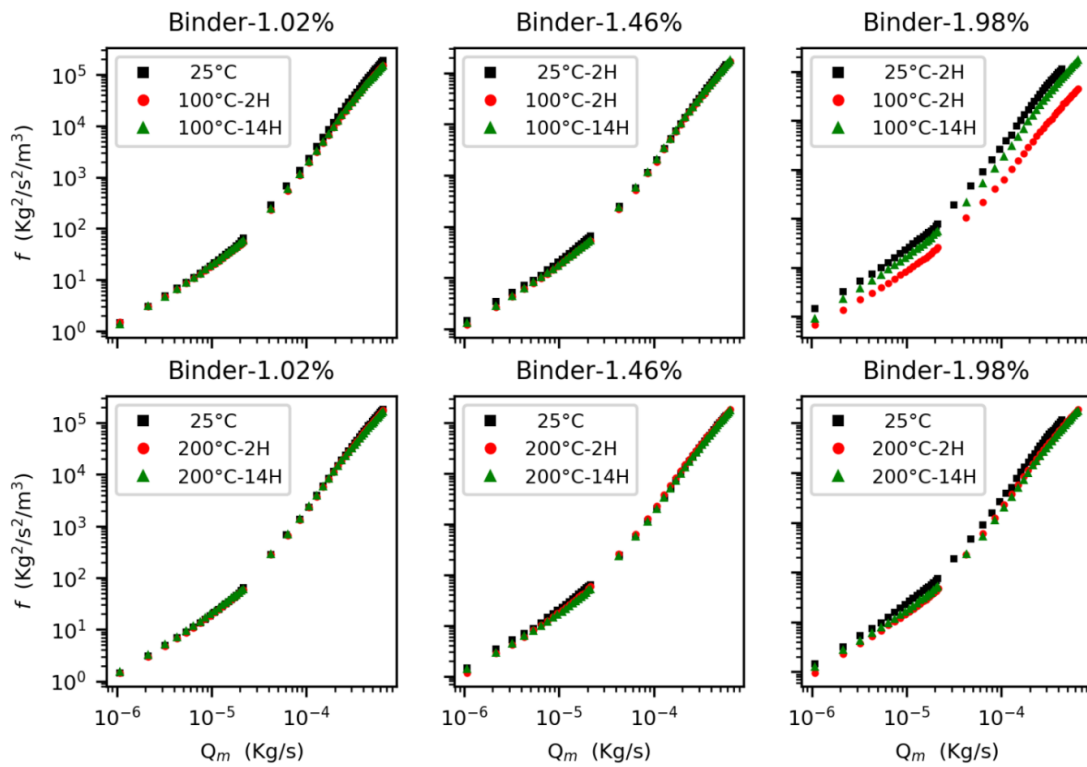 Binder-1.02%
Binder-1.46%
Binder-1.98%
f (Kg²/s²/m³)
10⁵
10⁴
10³
10²
10¹
10⁰
25°C
100°C-2H
100°C-14H
25°C
100°C-2H
100°C-14H
25°C-2H
100°C-2H
100°C-14H
Binder-1.02%
Binder-1.46%
Binder-1.98%
f (Kg²/s²/m³)
10⁵
10⁴
10³
10²
10¹
10⁰
25°C
200°C-2H
200°C-14H
25°C
200°C-2H
200°C-14H
25°C
200°C-2H
200°C-14H
10⁻⁶ 10⁻⁵ 10⁻⁴
10⁻⁶ 10⁻⁵ 10⁻⁴
10⁻⁶ 10⁻⁵ 10⁻⁴
Qₘ (Kg/s)
Qₘ (Kg/s)
Qₘ (Kg/s)